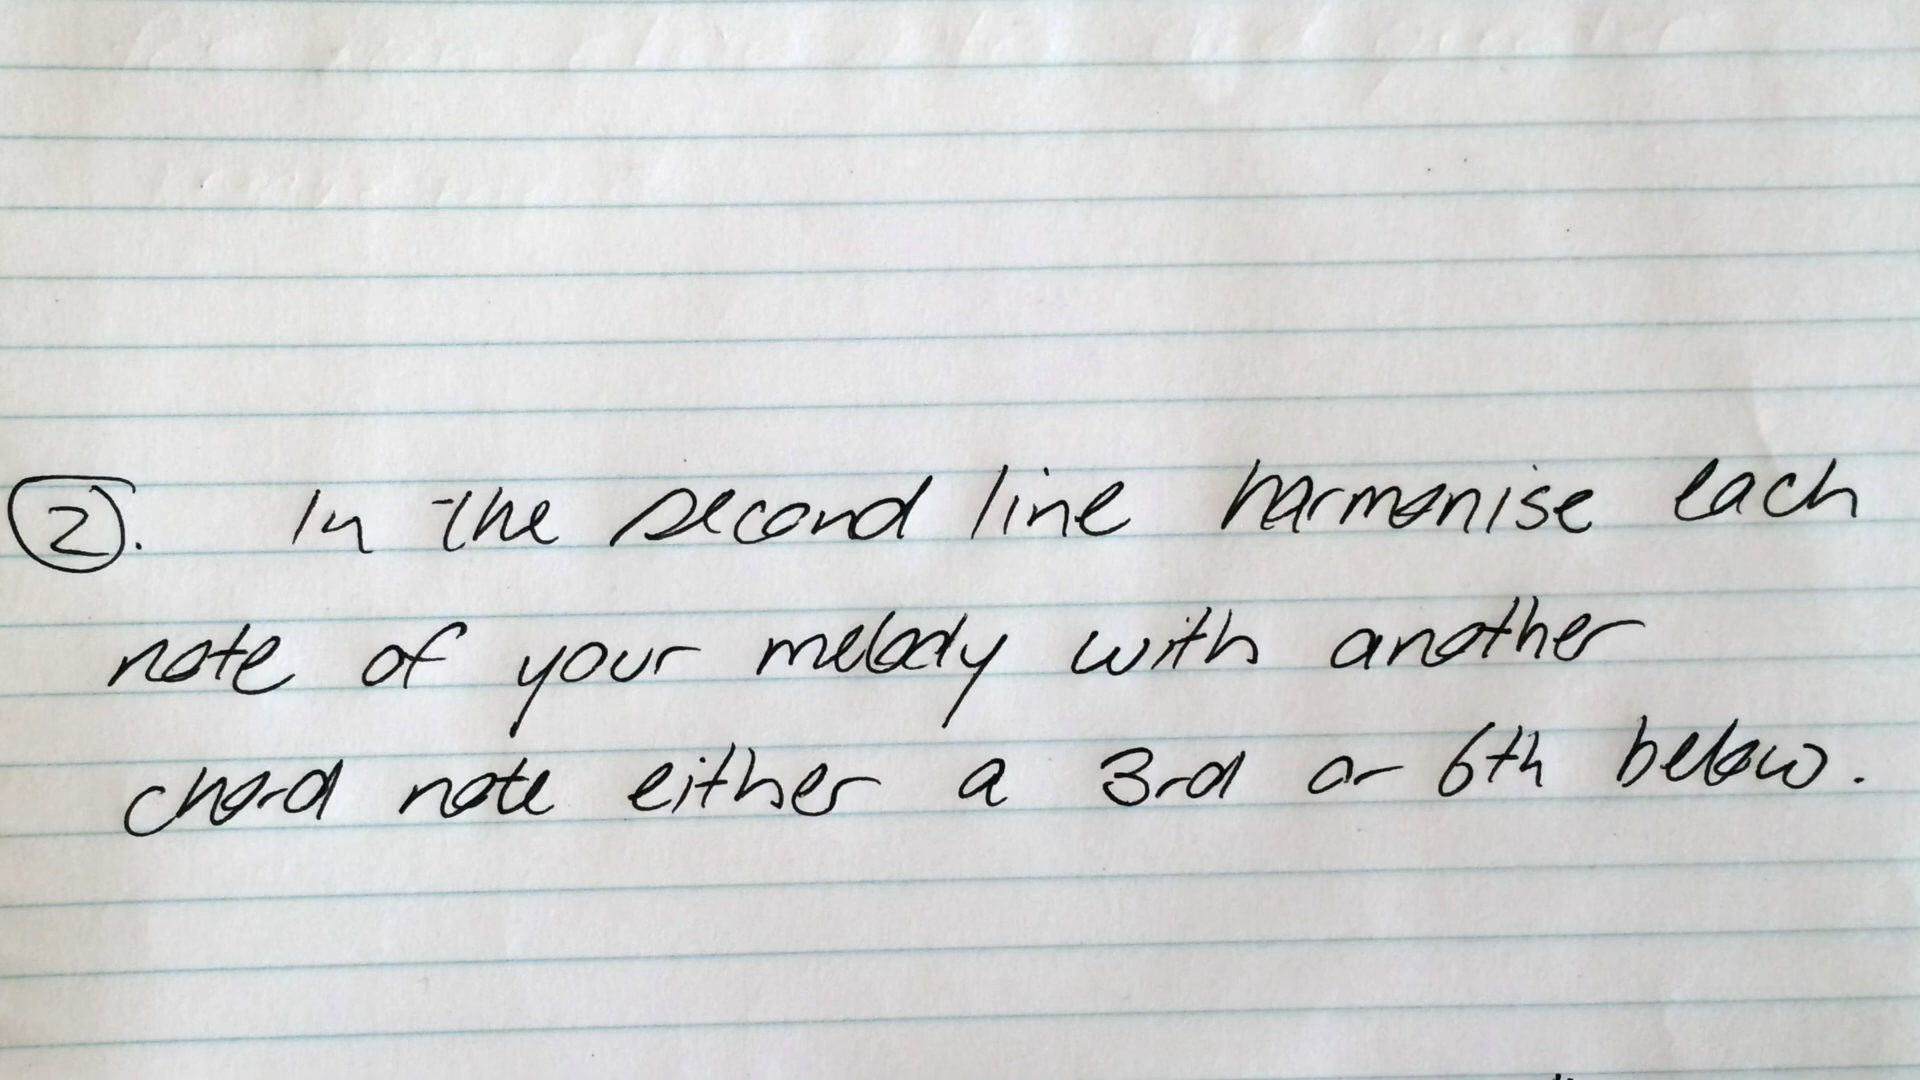 ②. In the second line harmonise each
note of your melody with another
chord note either a 3rd or 6th below.